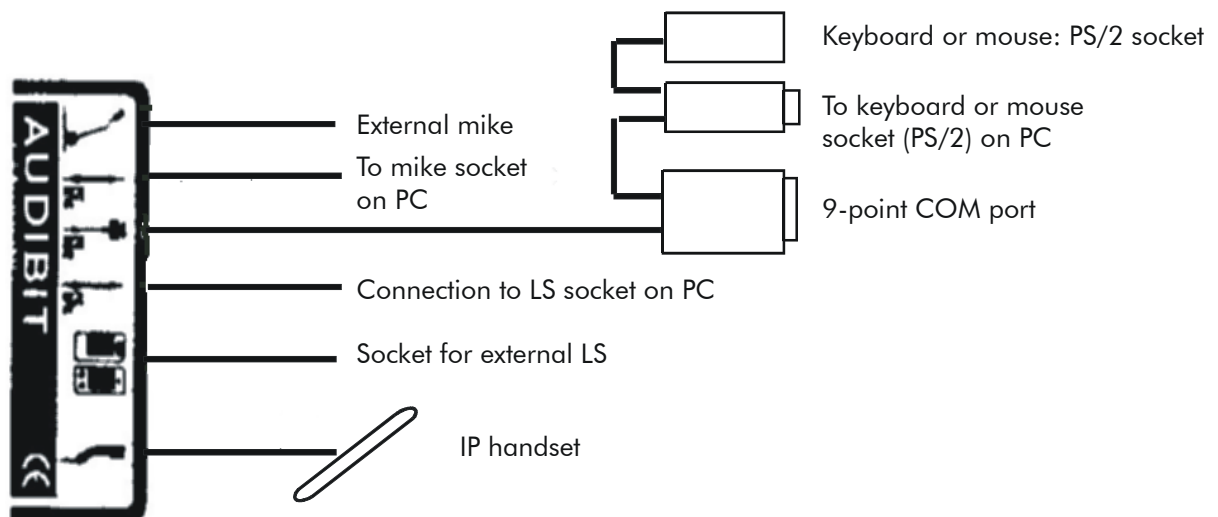 Keyboard or mouse: PS/2 socket
To keyboard or mouse
socket (PS/2) on PC
9-point COM port
External mike
To mike socket
on PC
Connection to LS socket on PC
Socket for external LS
IP handset
AUDIBIT
CE